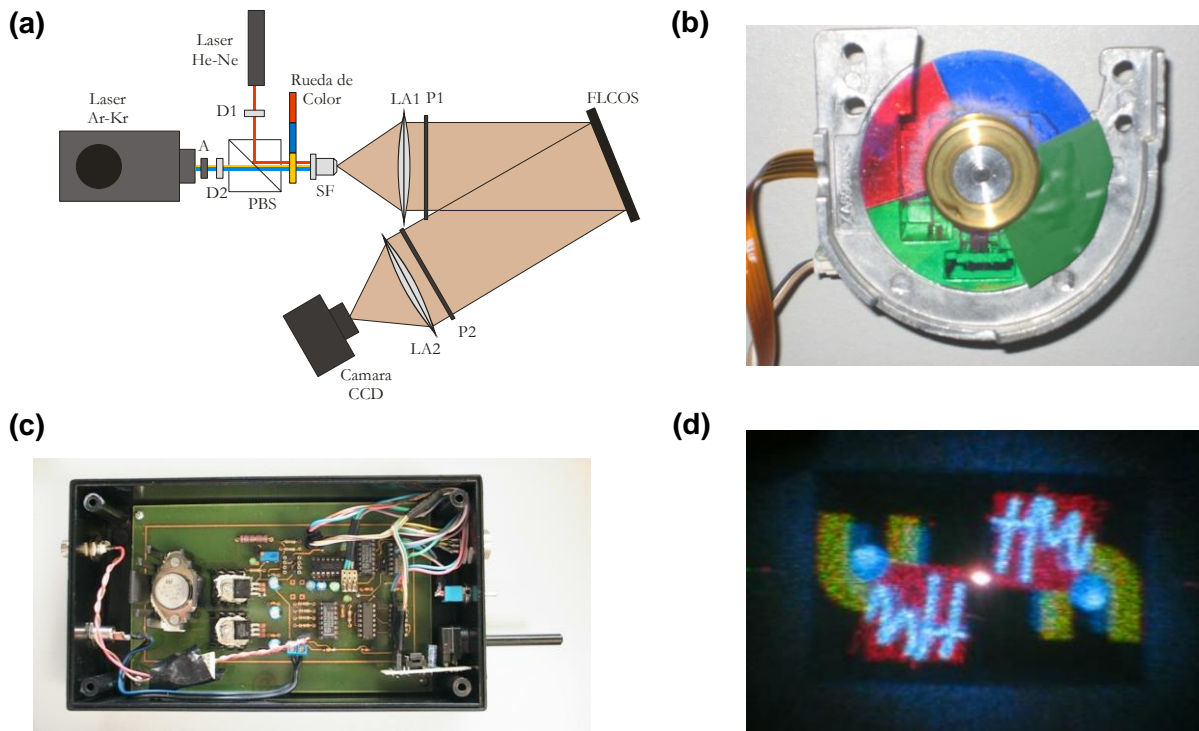 (a)
Laser
He-Ne
Rueda de
Color
Laser
Ar-Kr
D1
LA1
P1
FLCOS
A
D2
PBS
SF
P2
LA2
Camara
CCD
(b)
(c)
(d)